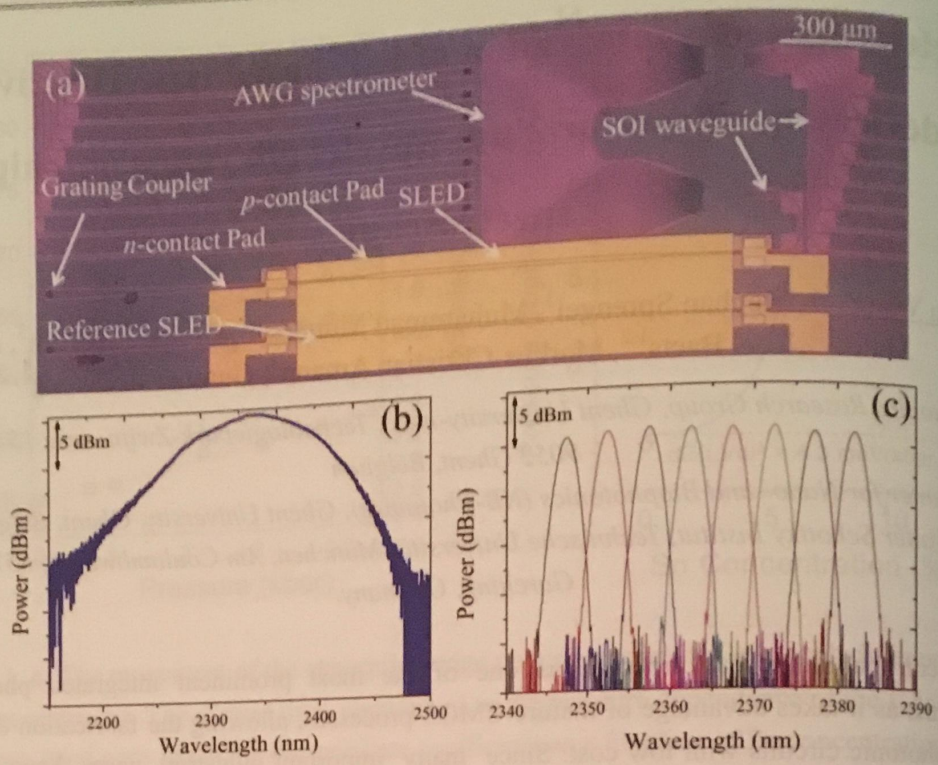 300 µm
(a)
AWG spectrometer
SOI waveguide
Grating Coupler
p-contact Pad
SLED
n-contact Pad
Reference SLED
(b)
5 dBm
Power (dBm)
2200 2300 2400 2500
Wavelength (nm)
(c)
5 dBm
Power (dBm)
2340 2350 2360 2370 2380 2390
Wavelength (nm)